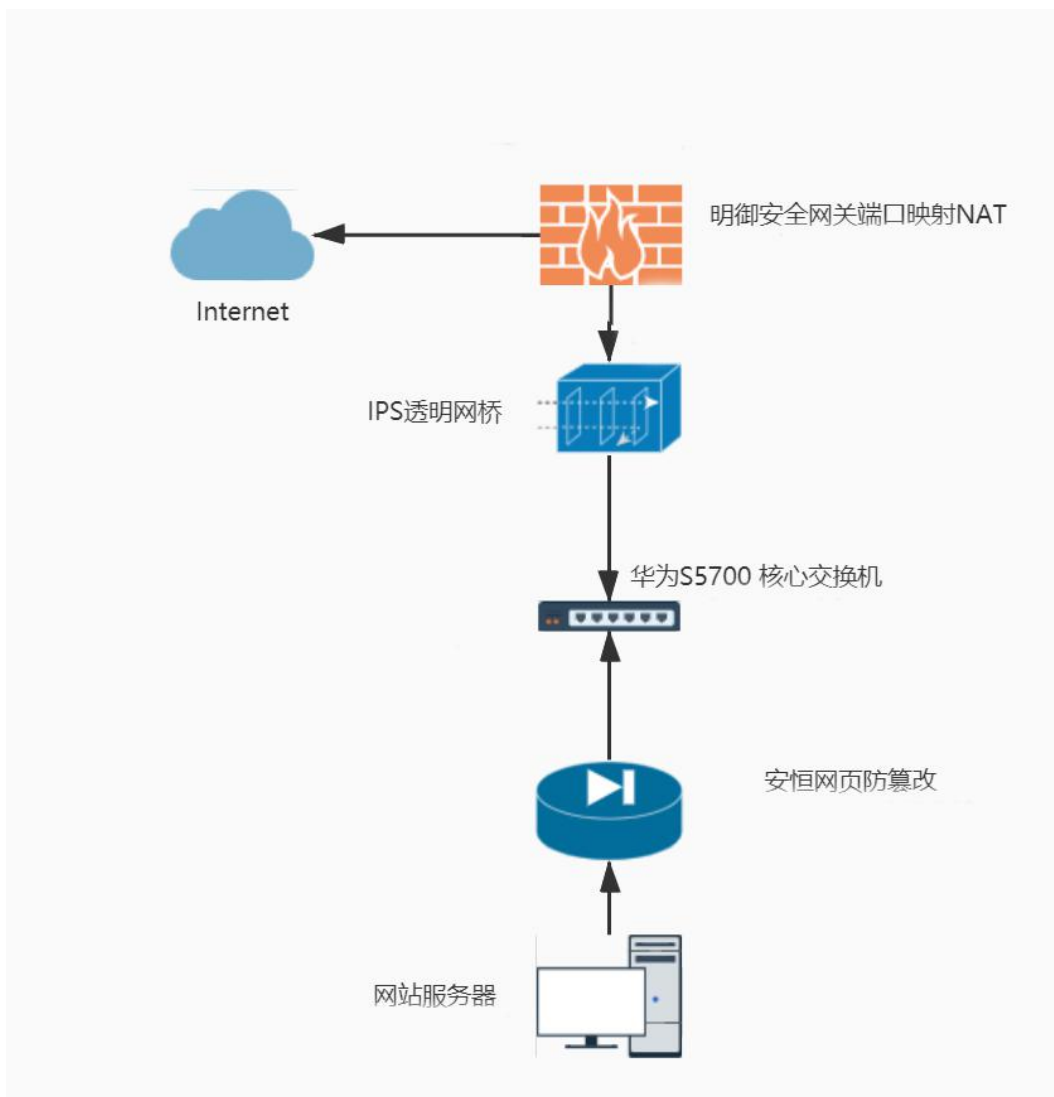 明御安全网关端口映射NAT
Internet
IPS透明网桥
华为S5700 核心交换机
安恒网页防篡改
网站服务器